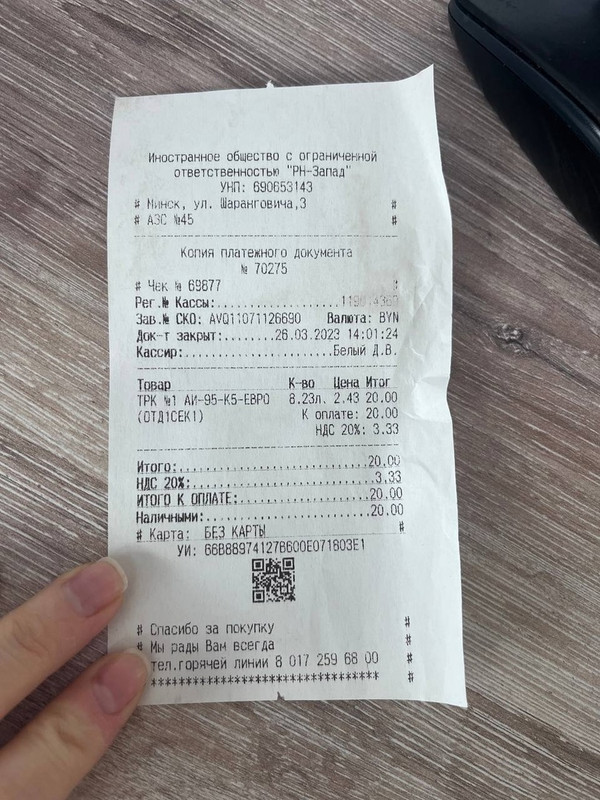 Иностранное общество с ограниченной
ответственностью "РН-Запад"
УНП: 690653143
# Минск, ул. Шаранговича,3 #
# АЗС №45 #
Копия платежного документа
№ 70275
# Чек № 69877
Рег.№ Кассы:
Зав.№ СКО: AVQ11071126690 Валюта: BYN
Док-т закрыт:........26.03.2023 14:01:24
Кассир:......................Белый Д.В.
Товар К-во Цена Итог
ТРК №1 АИ-95-К5-ЕВРО 8.23л. 2.43 20.00
(ОТД1СЕК1) К оплате: 20.00
НДС 20%: 3.33
Итого:.............................20.00
НДС 20%:............................3.33
ИТОГО К ОПЛАТЕ:....................20.00
Наличными:.........................20.00
# Карта: БЕЗ КАРТЫ #
УИ: 66B88974127B600E071603E1
# Спасибо за покупку #
# Мы рады Вам всегда #
тел.горячей линии 8 017 259 68 00 #
********************************** #